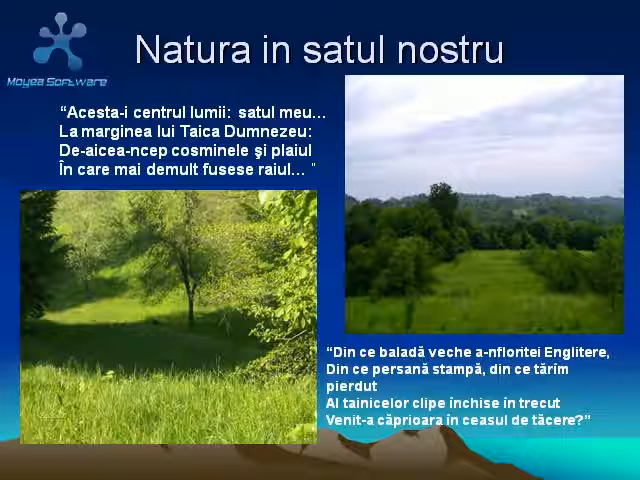 Moyea Software
Natura in satul nostru
“Acesta-i centrul lumii: satul meu...
La marginea lui Taica Dumnezeu:
De-aicea-ncep cosminele şi plaiul
În care mai demult fusese raiul... ”
“Din ce baladă veche a-nfloritei Englitere,
Din ce persană stampă, din ce tărîm
pierdut
Al tainicelor clipe închise în trecut
Venit-a căprioara în ceasul de tăcere?”